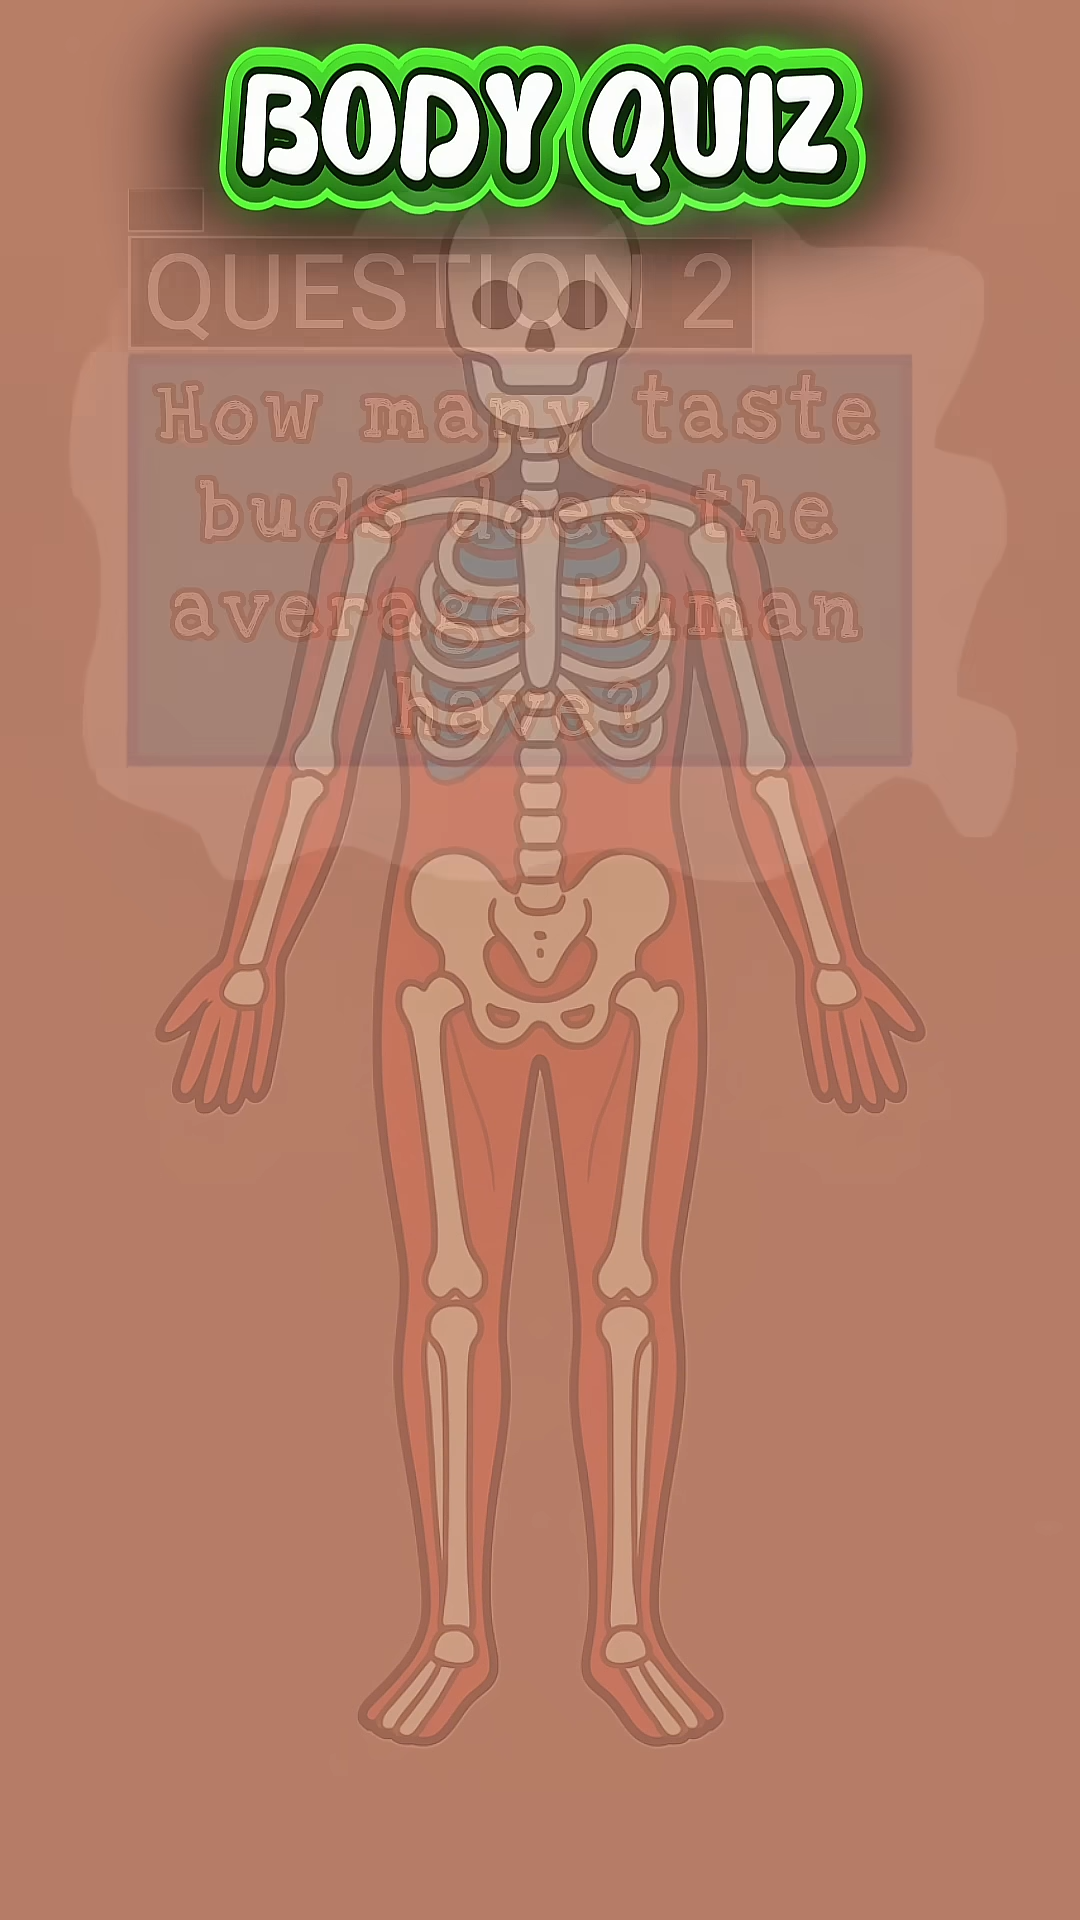 BODY QUIZ
QUESTION 2
How many taste
buds does the
average human
have?